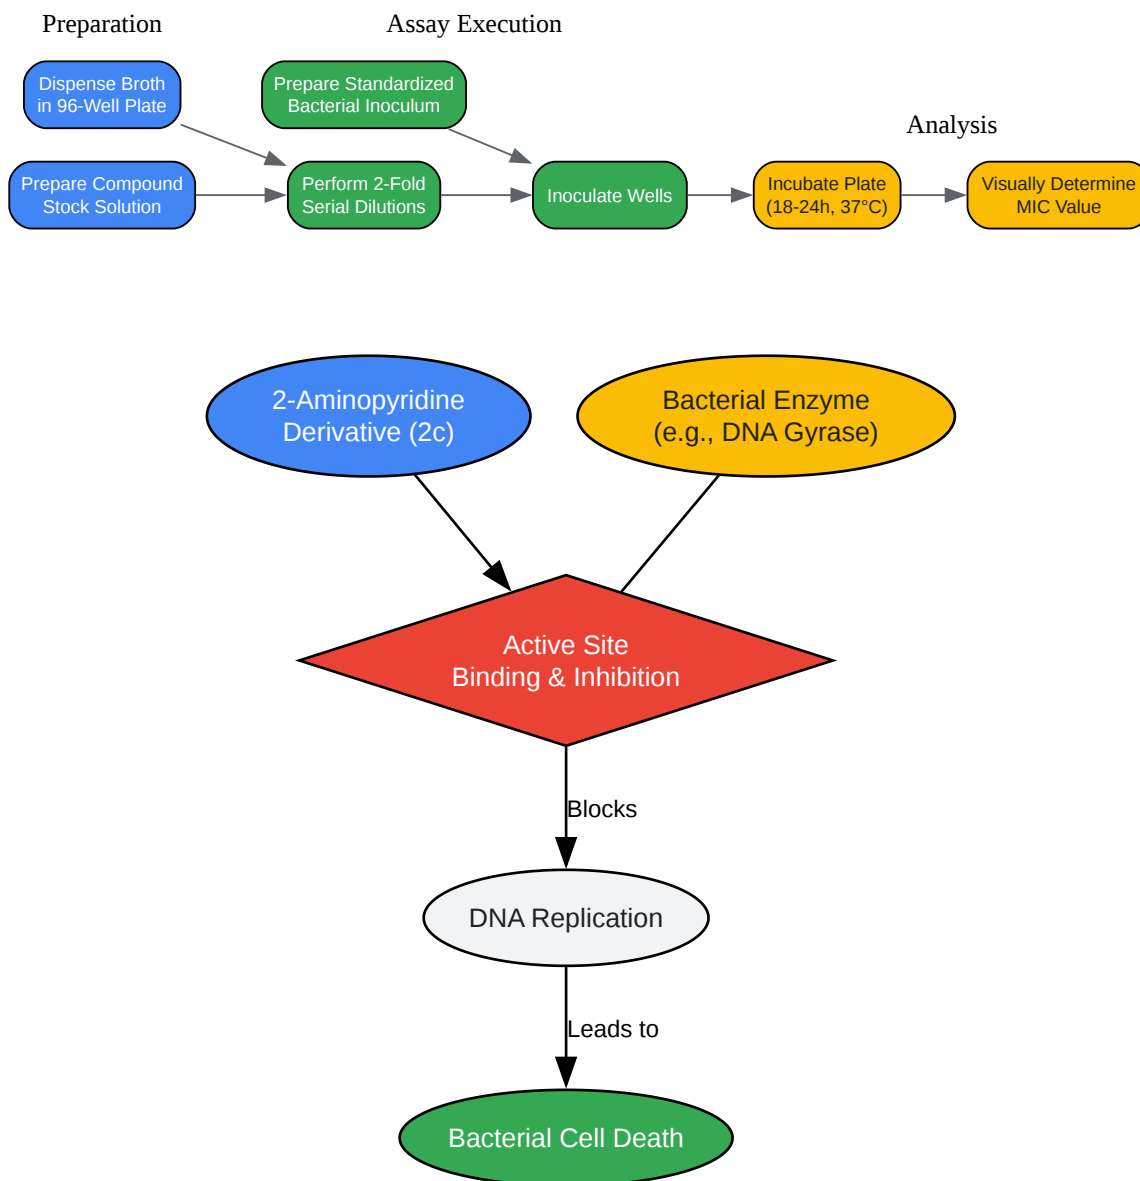 Preparation
Assay Execution
Dispense Broth
in 96-Well Plate
Prepare Standardized
Bacterial Inoculum
Analysis
Prepare Compound
Stock Solution
Perform 2-Fold
Serial Dilutions
Inoculate Wells
Incubate Plate
(18-24h, 37°C)
Visually Determine
MIC Value
2-Aminopyridine
Derivative (2c)
Bacterial Enzyme
(e.g., DNA Gyrase)
Active Site
Binding & Inhibition
Blocks
DNA Replication
Leads to
Bacterial Cell Death